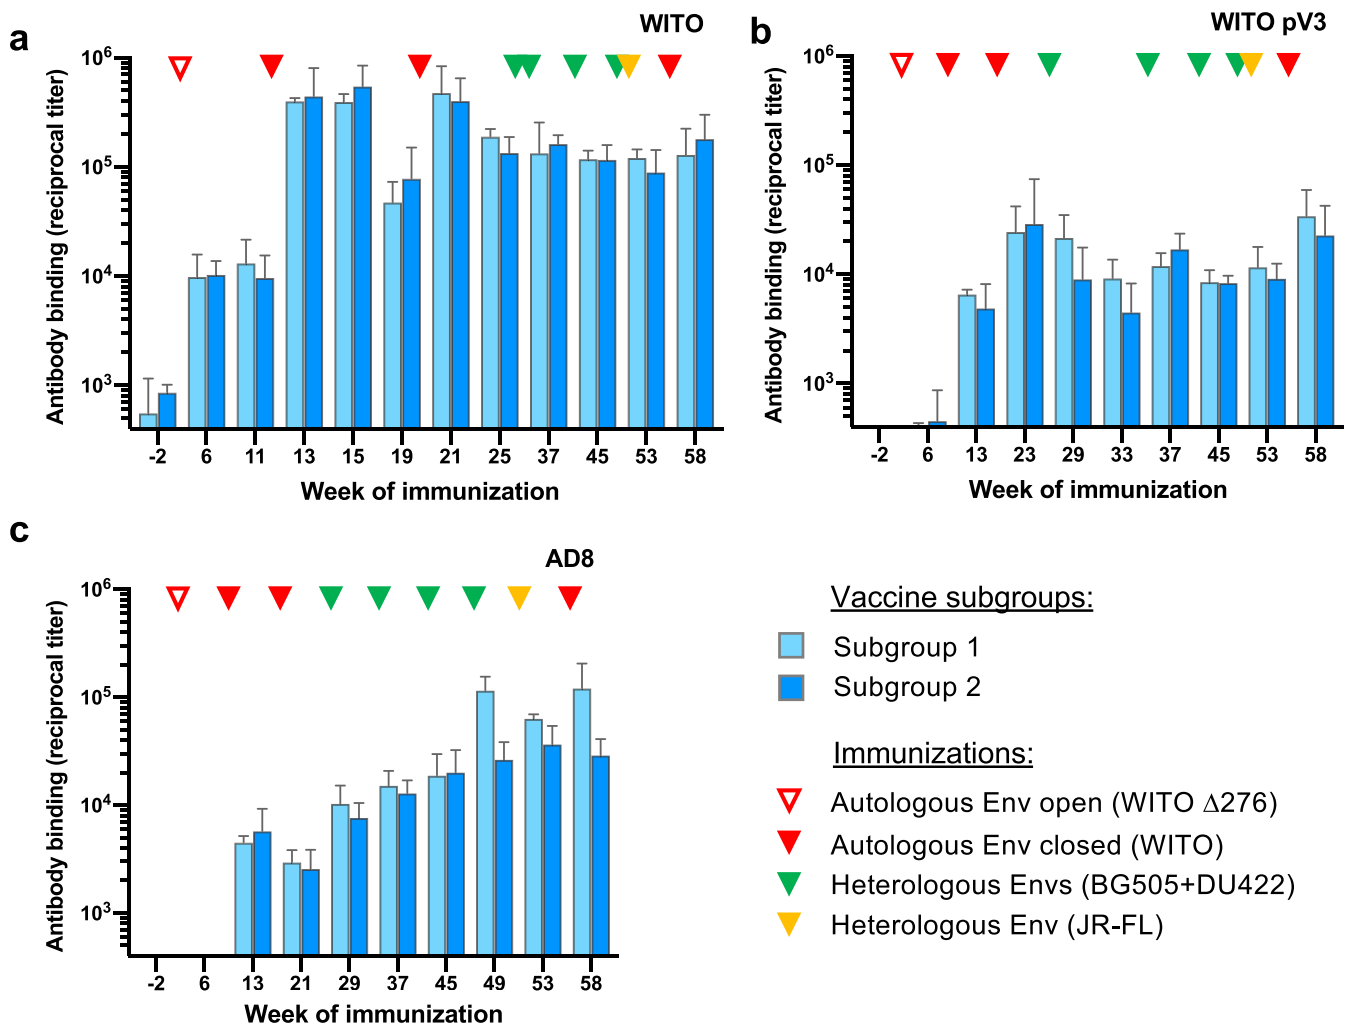 a
WITO
Antibody binding (reciprocal titer)
10^6
10^5
10^4
10^3
-2 6 11 13 15 19 21 25 37 45 53 58
Week of immunization
b
WITO pV3
Antibody binding (reciprocal titer)
10^6
10^5
10^4
10^3
-2 6 13 23 29 33 37 45 53 58
Week of immunization
c
AD8
Antibody binding (reciprocal titer)
10^6
10^5
10^4
10^3
-2 6 13 21 29 37 45 49 53 58
Week of immunization
Vaccine subgroups:
Subgroup 1
Subgroup 2
Immunizations:
Autologous Env open (WITO Δ276)
Autologous Env closed (WITO)
Heterologous Envs (BG505+DU422)
Heterologous Env (JR-FL)